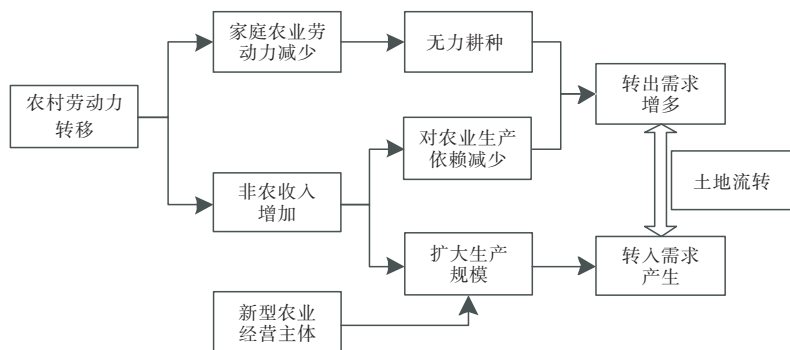 家庭农业劳
动力减少
无力耕种
农村劳动力
转移
转出需求
增多
对农业生产
依赖减少
土地流转
非农收入
增加
扩大生产
规模
转入需求
产生
新型农业
经营主体